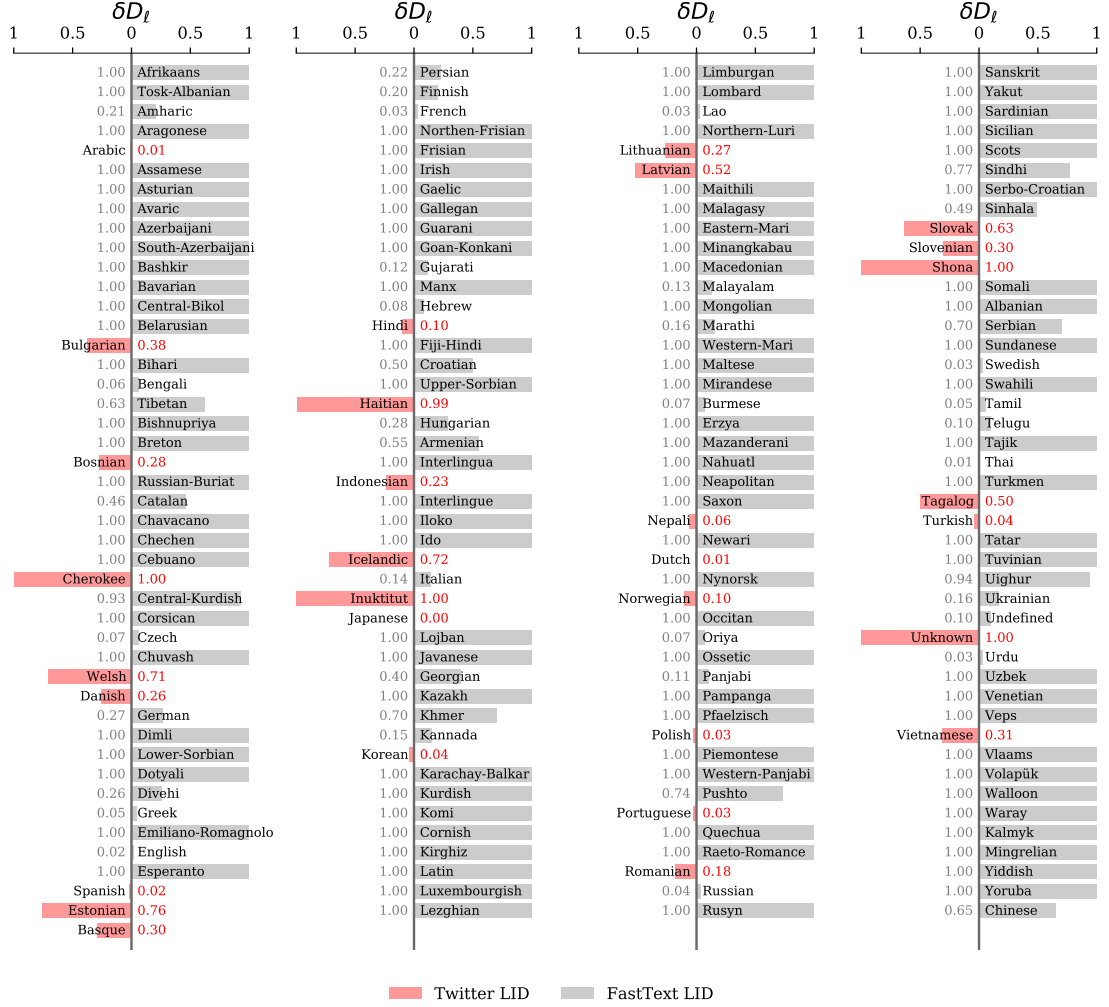 δD_ℓ
1 0.5 0 0.5 1
1.00 Afrikaans
1.00 Tosk-Albanian
0.21 Amharic
1.00 Aragonese
Arabic 0.01
1.00 Assamese
1.00 Asturian
1.00 Avaric
1.00 Azerbaijani
1.00 South-Azerbaijani
1.00 Bashkir
1.00 Bavarian
1.00 Central-Bikol
1.00 Belarusian
Bulgarian 0.38
1.00 Bihari
0.06 Bengali
0.63 Tibetan
1.00 Bishnupriya
1.00 Breton
Bosnian 0.28
1.00 Russian-Buriat
0.46 Catalan
1.00 Chavacano
1.00 Chechen
1.00 Cebuano
Cherokee 1.00
0.93 Central-Kurdish
1.00 Corsican
0.07 Czech
1.00 Chuvash
Welsh 0.71
Danish 0.26
0.27 German
1.00 Dimli
1.00 Lower-Sorbian
1.00 Dotyali
0.26 Divehi
0.05 Greek
1.00 Emiliano-Romagnolo
0.02 English
1.00 Esperanto
Spanish 0.02
Estonian 0.76
Basque 0.30
δD_ℓ
1 0.5 0 0.5 1
0.22 Persian
0.20 Finnish
0.03 French
1.00 Northen-Frisian
1.00 Frisian
1.00 Irish
1.00 Gaelic
1.00 Gallegan
1.00 Guarani
1.00 Goan-Konkani
0.12 Gujarati
1.00 Manx
0.08 Hebrew
Hindi 0.10
1.00 Fiji-Hindi
0.50 Croatian
1.00 Upper-Sorbian
Haitian 0.99
0.28 Hungarian
0.55 Armenian
1.00 Interlingua
Indonesian 0.23
1.00 Interlingue
1.00 Iloko
1.00 Ido
Icelandic 0.72
0.14 Italian
Inuktitut 1.00
Japanese 0.00
1.00 Lojban
1.00 Javanese
0.40 Georgian
1.00 Kazakh
0.70 Khmer
0.15 Kannada
Korean 0.04
1.00 Karachay-Balkar
1.00 Kurdish
1.00 Komi
1.00 Cornish
1.00 Kirghiz
1.00 Latin
1.00 Luxembourgish
1.00 Lezghian
δD_ℓ
1 0.5 0 0.5 1
1.00 Limburgan
1.00 Lombard
0.03 Lao
1.00 Northern-Luri
Lithuanian 0.27
Latvian 0.52
1.00 Maithili
1.00 Malagasy
1.00 Eastern-Mari
1.00 Minangkabau
1.00 Macedonian
0.13 Malayalam
1.00 Mongolian
0.16 Marathi
1.00 Western-Mari
1.00 Maltese
1.00 Mirandese
0.07 Burmese
1.00 Erzya
1.00 Mazanderani
1.00 Nahuatl
1.00 Neapolitan
1.00 Saxon
Nepali 0.06
1.00 Newari
Dutch 0.01
1.00 Nynorsk
Norwegian 0.10
1.00 Occitan
0.07 Oriya
1.00 Ossetic
0.11 Panjabi
1.00 Pampanga
1.00 Pfaelzisch
Polish 0.03
1.00 Piemontese
1.00 Western-Panjabi
0.74 Pushto
Portuguese 0.03
1.00 Quechua
1.00 Raeto-Romance
Romanian 0.18
0.04 Russian
1.00 Rusyn
δD_ℓ
1 0.5 0 0.5 1
1.00 Sanskrit
1.00 Yakut
1.00 Sardinian
1.00 Sicilian
1.00 Scots
0.77 Sindhi
1.00 Serbo-Croatian
0.49 Sinhala
Slovak 0.63
Slovenian 0.30
Shona 1.00
1.00 Somali
1.00 Albanian
0.70 Serbian
1.00 Sundanese
0.03 Swedish
1.00 Swahili
0.05 Tamil
0.10 Telugu
1.00 Tajik
0.01 Thai
1.00 Turkmen
Tagalog 0.50
Turkish 0.04
1.00 Tatar
1.00 Tuvinian
0.94 Uighur
0.16 Ukrainian
0.10 Undefined
Unknown 1.00
0.03 Urdu
1.00 Uzbek
1.00 Venetian
1.00 Veps
Vietnamese 0.31
1.00 Vlaams
1.00 Volapük
1.00 Walloon
1.00 Waray
1.00 Kalmyk
1.00 Mingrelian
1.00 Yiddish
1.00 Yoruba
0.65 Chinese
Twitter LID
FastText LID